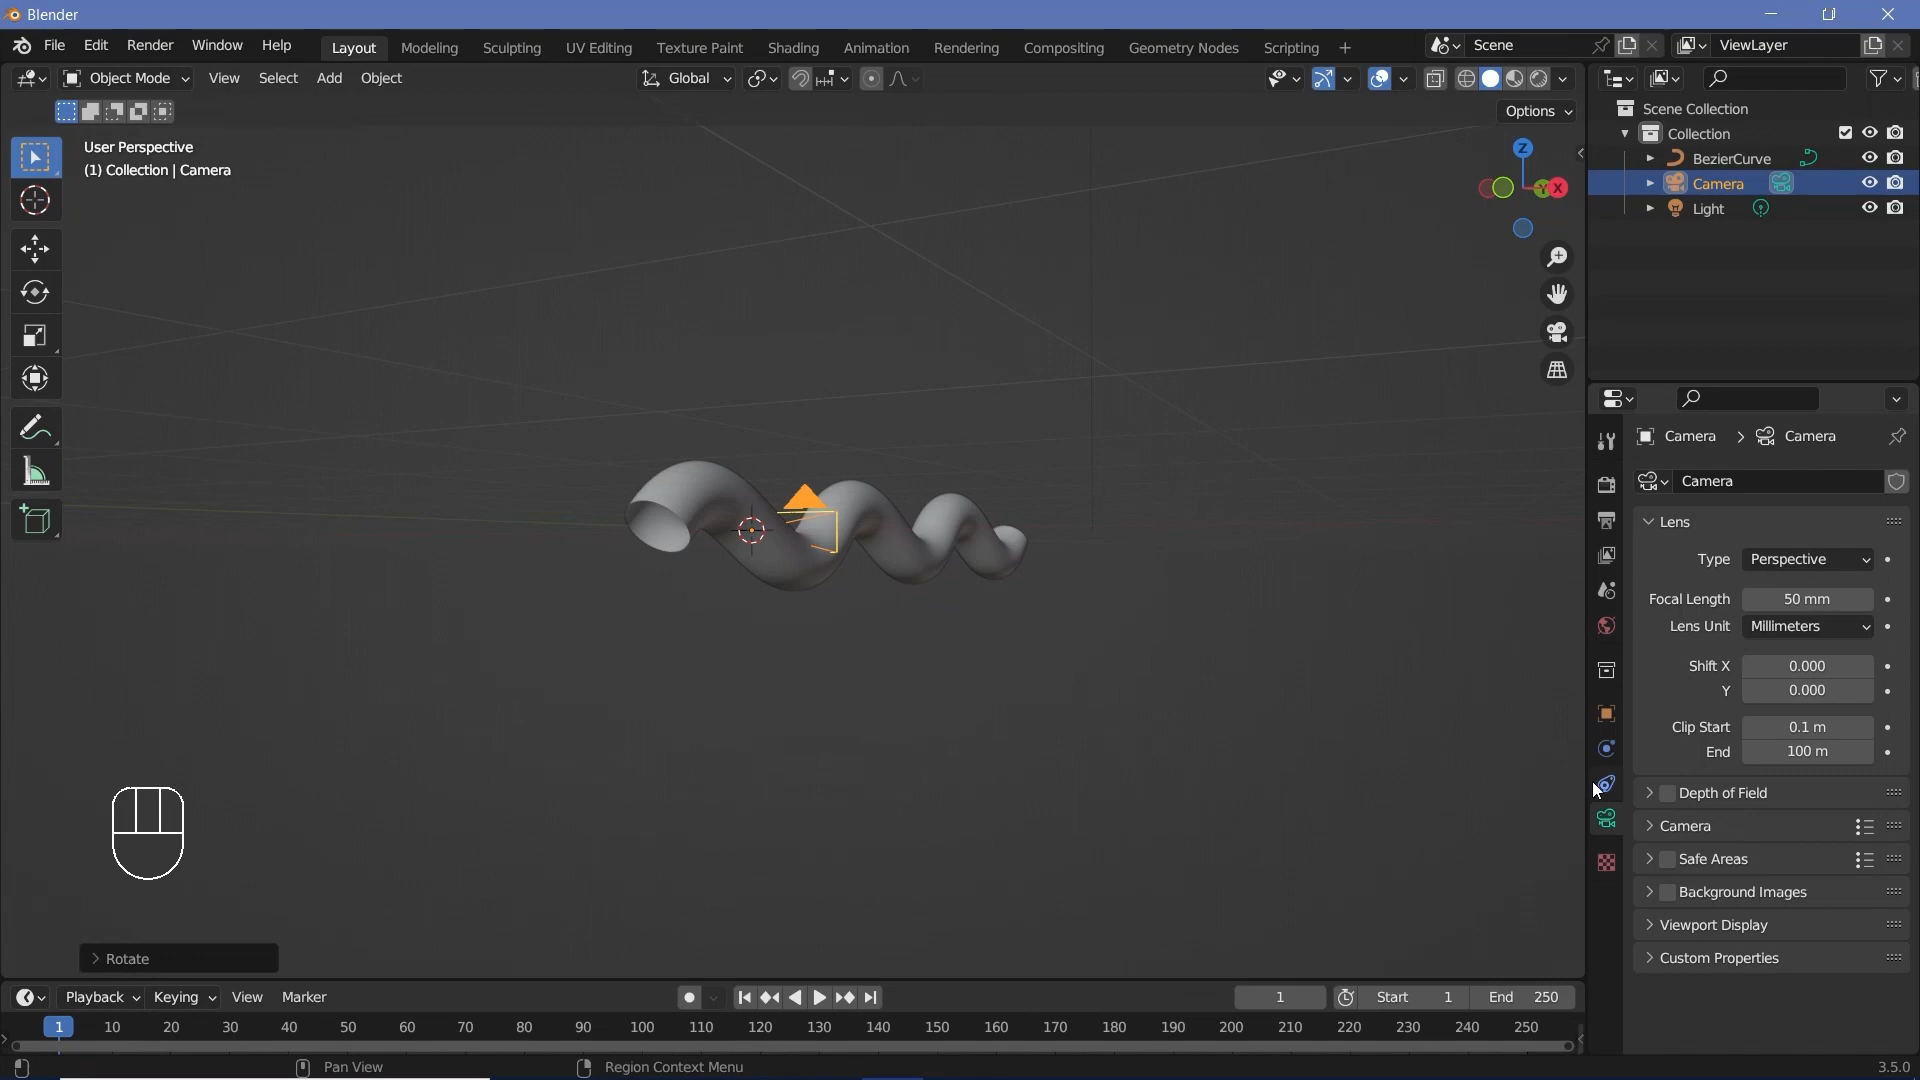 Blender
File Edit Render Window Help Layout Modeling Sculpting UV Editing Texture Paint Shading Animation Rendering Compositing Geometry Nodes Scripting + Scene ViewLayer
Object Mode View Select Add Object Global
Options
User Perspective
(1) Collection | Camera
Z
Y X
Scene Collection
Collection
BezierCurve
Camera
Light
Camera > Camera
Camera
Lens
Type Perspective
Focal Length 50 mm
Lens Unit Millimeters
Shift X 0.000
Y 0.000
Clip Start 0.1 m
End 100 m
Depth of Field
Camera
Safe Areas
Background Images
Viewport Display
Custom Properties
Rotate
Playback Keying View Marker 1 Start 1 End 250
1 10 20 30 40 50 60 70 80 90 100 110 120 130 140 150 160 170 180 190 200 210 220 230 240 250
Pan View Region Context Menu 3.5.0